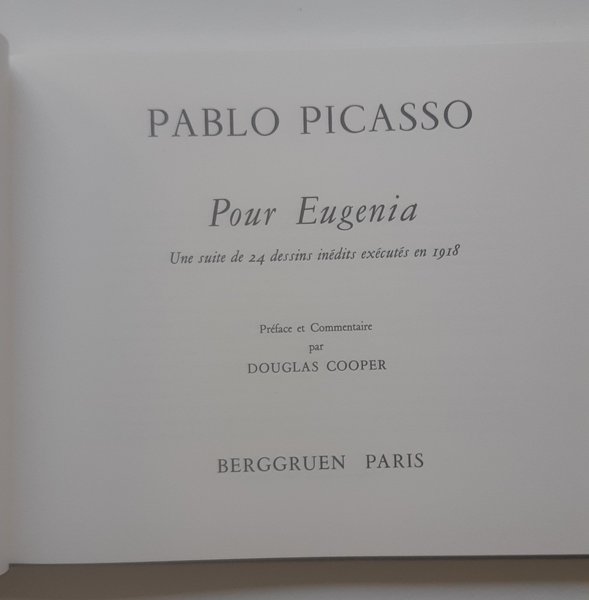 PABLO PICASSO
Pour Eugenia
Une suite de 24 dessins inédits exécutés en 1918
Préface et Commentaire
par
DOUGLAS COOPER
BERGGRUEN PARIS